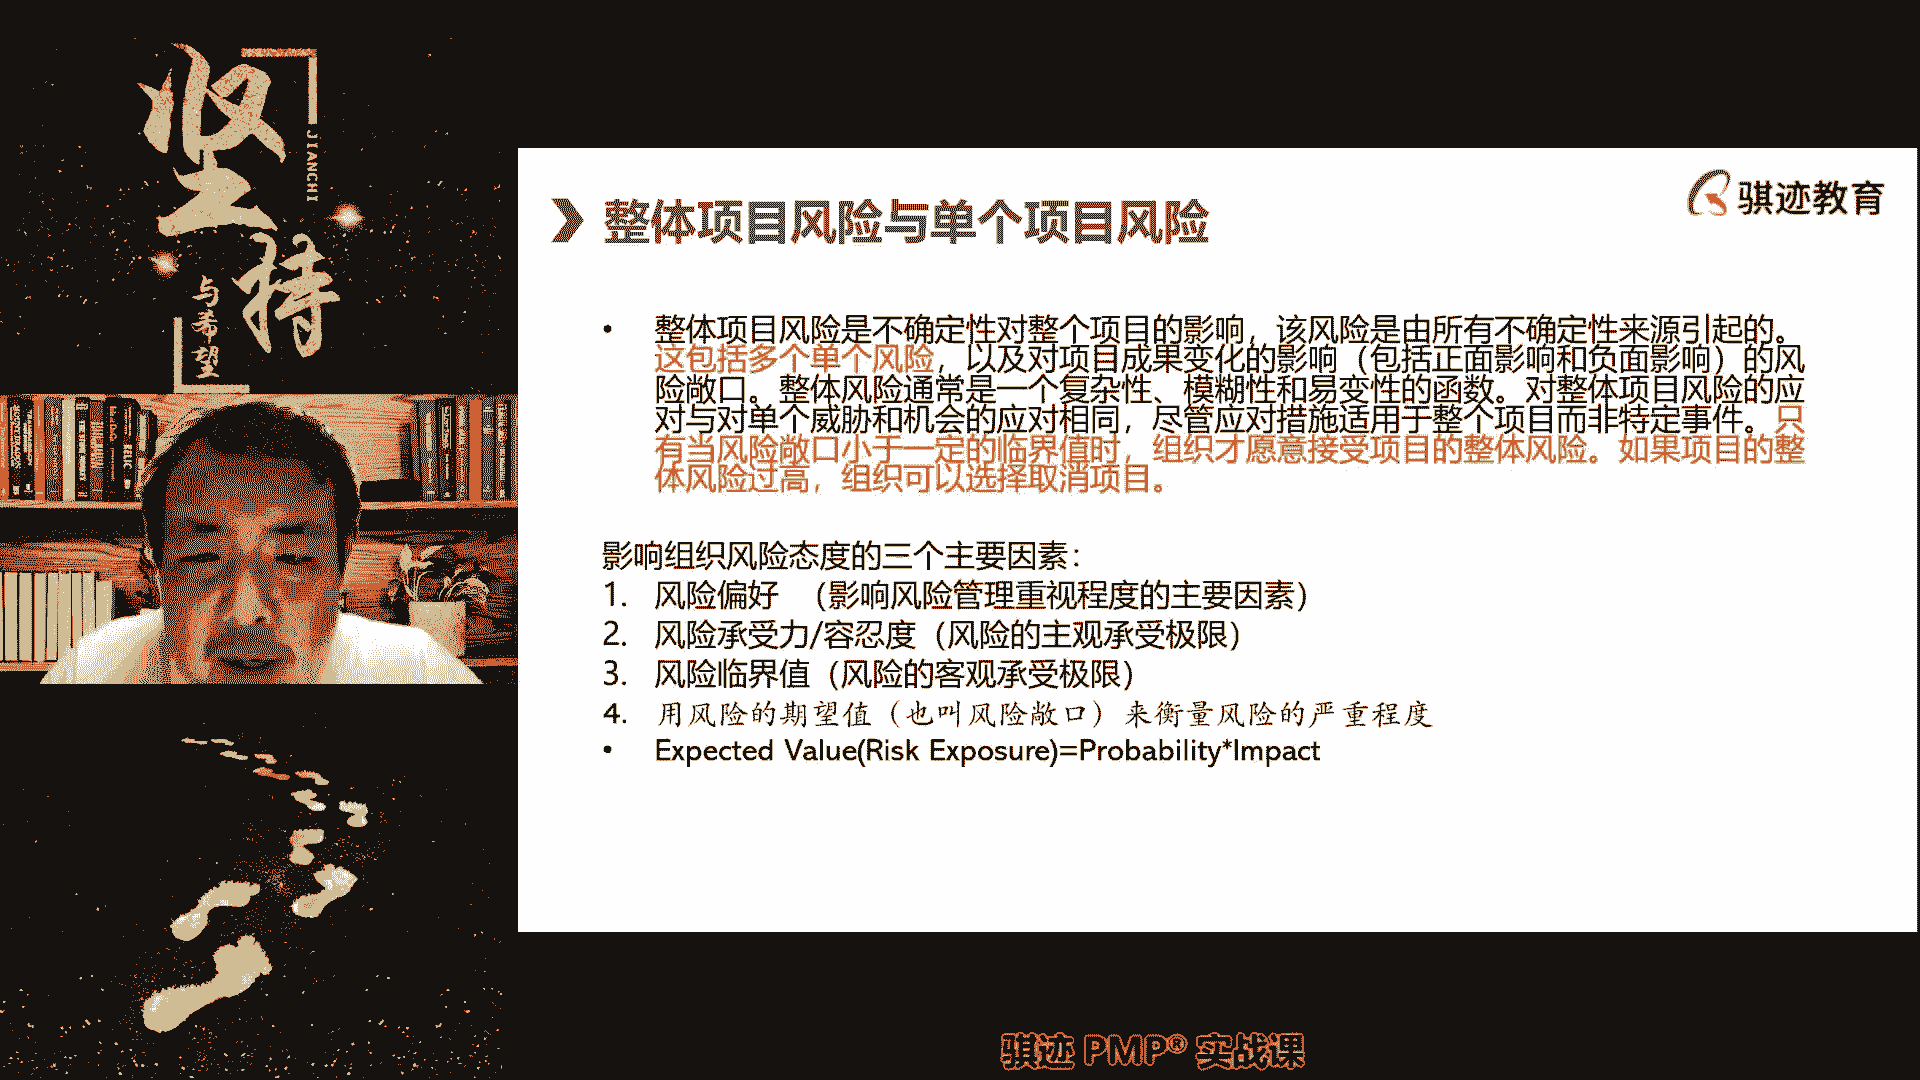 坚
持
JIANCHI
与希望
骐迹教育
整体项目风险与单个项目风险
• 整体项目风险是不确定性对整个项目的影响，该风险是由所有不确定性来源引起的。
这包括多个单个风险，以及对项目成果变化的影响（包括正面影响和负面影响）的风
险敞口。整体风险通常是一个复杂性、模糊性和易变性的函数。对整体项目风险的应
对与对单个威胁和机会的应对相同，尽管应对措施适用于整个项目而非特定事件。只
有当风险敞口小于一定的临界值时，组织才愿意接受项目的整体风险。如果项目的整
体风险过高，组织可以选择取消项目。
影响组织风险态度的三个主要因素：
1. 风险偏好 （影响风险管理重视程度的主要因素）
2. 风险承受力/容忍度（风险的主观承受极限）
3. 风险临界值（风险的客观承受极限）
4. 用风险的期望值（也叫风险敞口）来衡量风险的严重程度
• Expected Value(Risk Exposure)=Probability*Impact
骐迹 PMP® 实战课